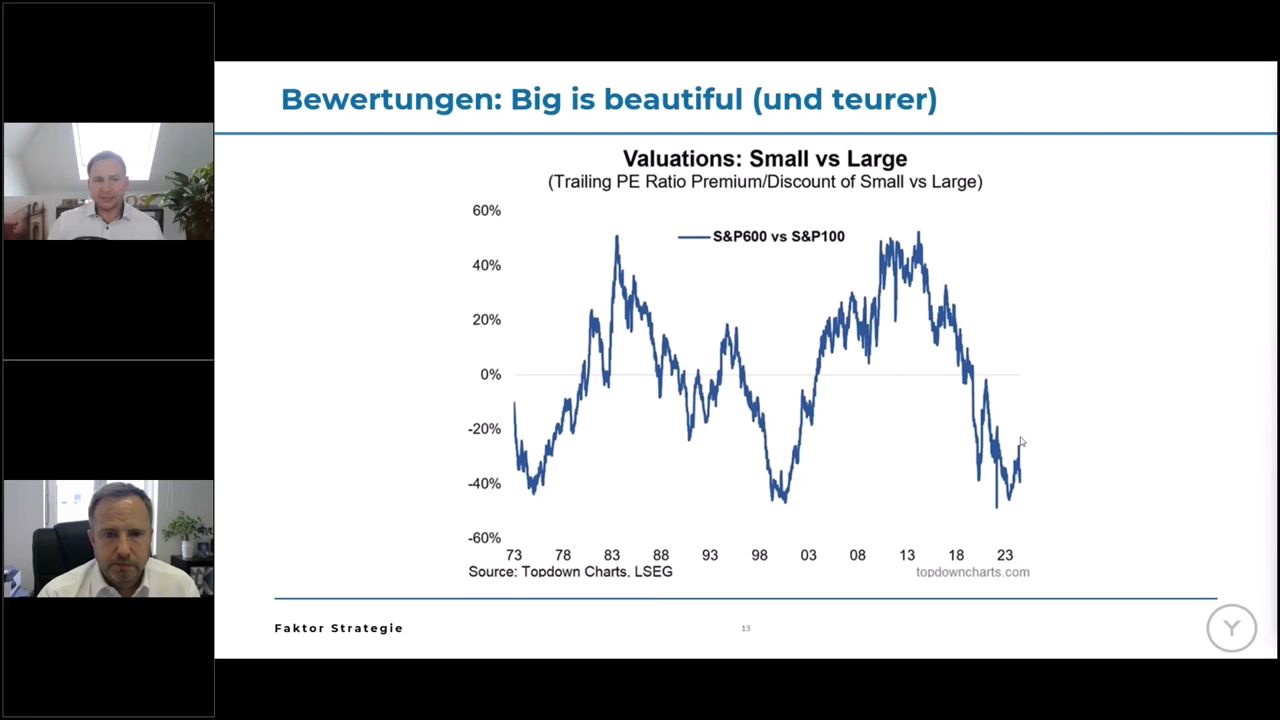 Bewertungen: Big is beautiful (und teurer)
Valuations: Small vs Large
(Trailing PE Ratio Premium/Discount of Small vs Large)
60%
S&P600 vs S&P100
40%
20%
0%
-20%
-40%
-60%
73 78 83 88 93 98 03 08 13 18 23
Source: Topdown Charts, LSEG topdowncharts.com
Faktor Strategie 13 Y